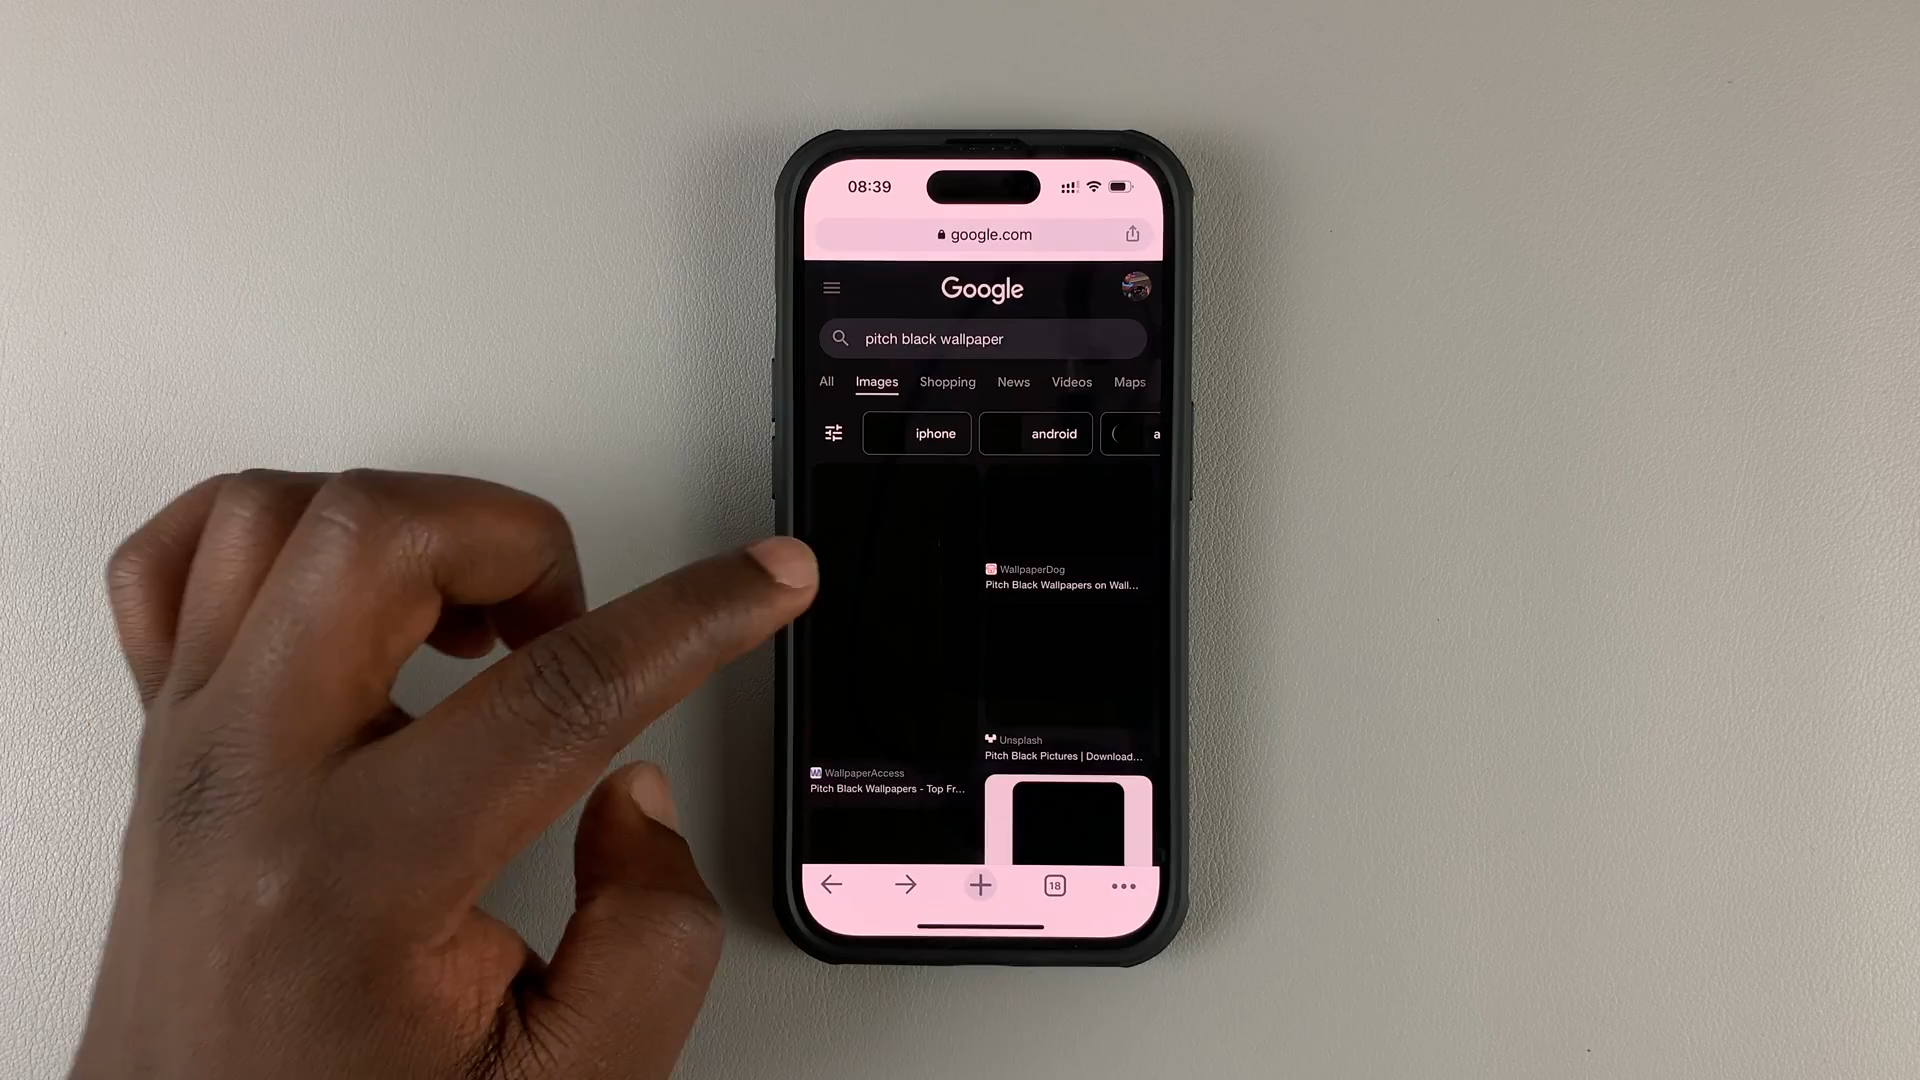 08:39
google.com
Google
pitch black wallpaper
All Images Shopping News Videos Maps
iphone android a
WallpaperDog
Pitch Black Wallpapers on Wall...
Unsplash
Pitch Black Pictures | Download...
WallpaperAccess
Pitch Black Wallpapers - Top Fr...
18